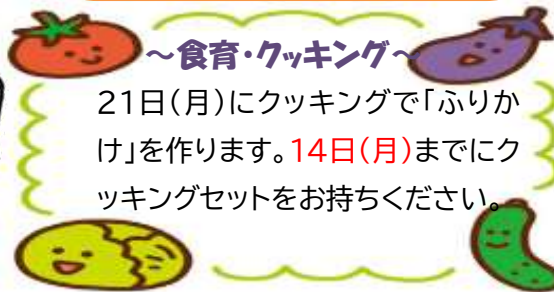 ～食育・クッキング～
21日(月)にクッキングで「ふりか
け」を作ります。14日(月)までにク
ッキングセットをお持ちください。